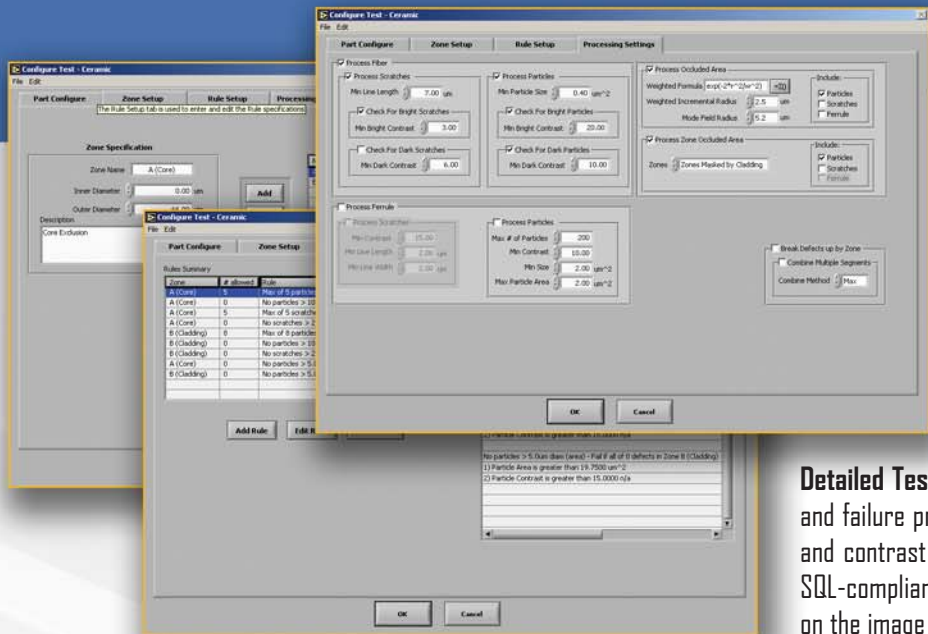 Configure Test - Ceramic
File Edit
Part Configure Zone Setup Rule Setup Processing Settings
Process Fiber
Process Scratches
Min Line Length 7.00 um
Check For Bright Scratches
Min Bright Contrast 3.00
Check For Dark Scratches
Min Dark Contrast 6.00
Process Particles
Min Particle Size 0.40 um^2
Check For Bright Particles
Min Bright Contrast 20.00
Check For Dark Particles
Min Dark Contrast 10.00
Process Occluded Area
Weighted Formula exp(-2*r^2/w^2)
Weighted Incremental Radius 2.5 um
Mode Field Radius 5.2 um
Include:
Particles
Scratches
Ferrule
Process Zone Occluded Area
Zones Zones Masked by Cladding
Include:
Particles
Scratches
Ferrule
Process Ferrule
Process Scratches
Min Contrast 15.00
Min Line Length 2.00 um
Min Line Width 2.00 um
Process Particles
Max # of Particles 200
Min Contrast 10.00
Min Size 2.00 um^2
Max Particle Area 2.00 um^2
Break Defects up by Zone
Combine Multiple Segments
Combine Method Max
OK Cancel
Configure Test - Ceramic
File Edit
Part Configure Zone Setup Rule Setup Processing
The Rule Setup tab is used to enter and edit the Rule specifications
Zone Specification
Zone Name A (Core)
Inner Diameter 0.00 um
Outer Diameter
Description
Core Exclusion
Add
Configure Test - Ceramic
File Edit
Part Configure Zone Setup
Rules Summary
Zone # allowed Rule
A (Core) 5 Max of 5 particles
A (Core) 0 No particles > 10
A (Core) 5 Max of 5 scratch
A (Core) 0 No scratches > 2
B (Cladding) 8 Max of 8 particles
B (Cladding) 0 No particles > 10
B (Cladding) 0 No scratches > 2
A (Core) 0 No particles > 5.0
B (Cladding) 0 No particles > 5.0
Add Rule Edit R
2) Particle Contrast is greater than 15.0000 n/a
No particles > 5.0um diam (area) - Fail if all of 0 defects in Zone B (Cladding)
1) Particle Area is greater than 19.7500 um^2
2) Particle Contrast is greater than 15.0000 n/a
OK Cancel
Detailed Tes
and failure pr
and contrast
SQL-complian
on the image